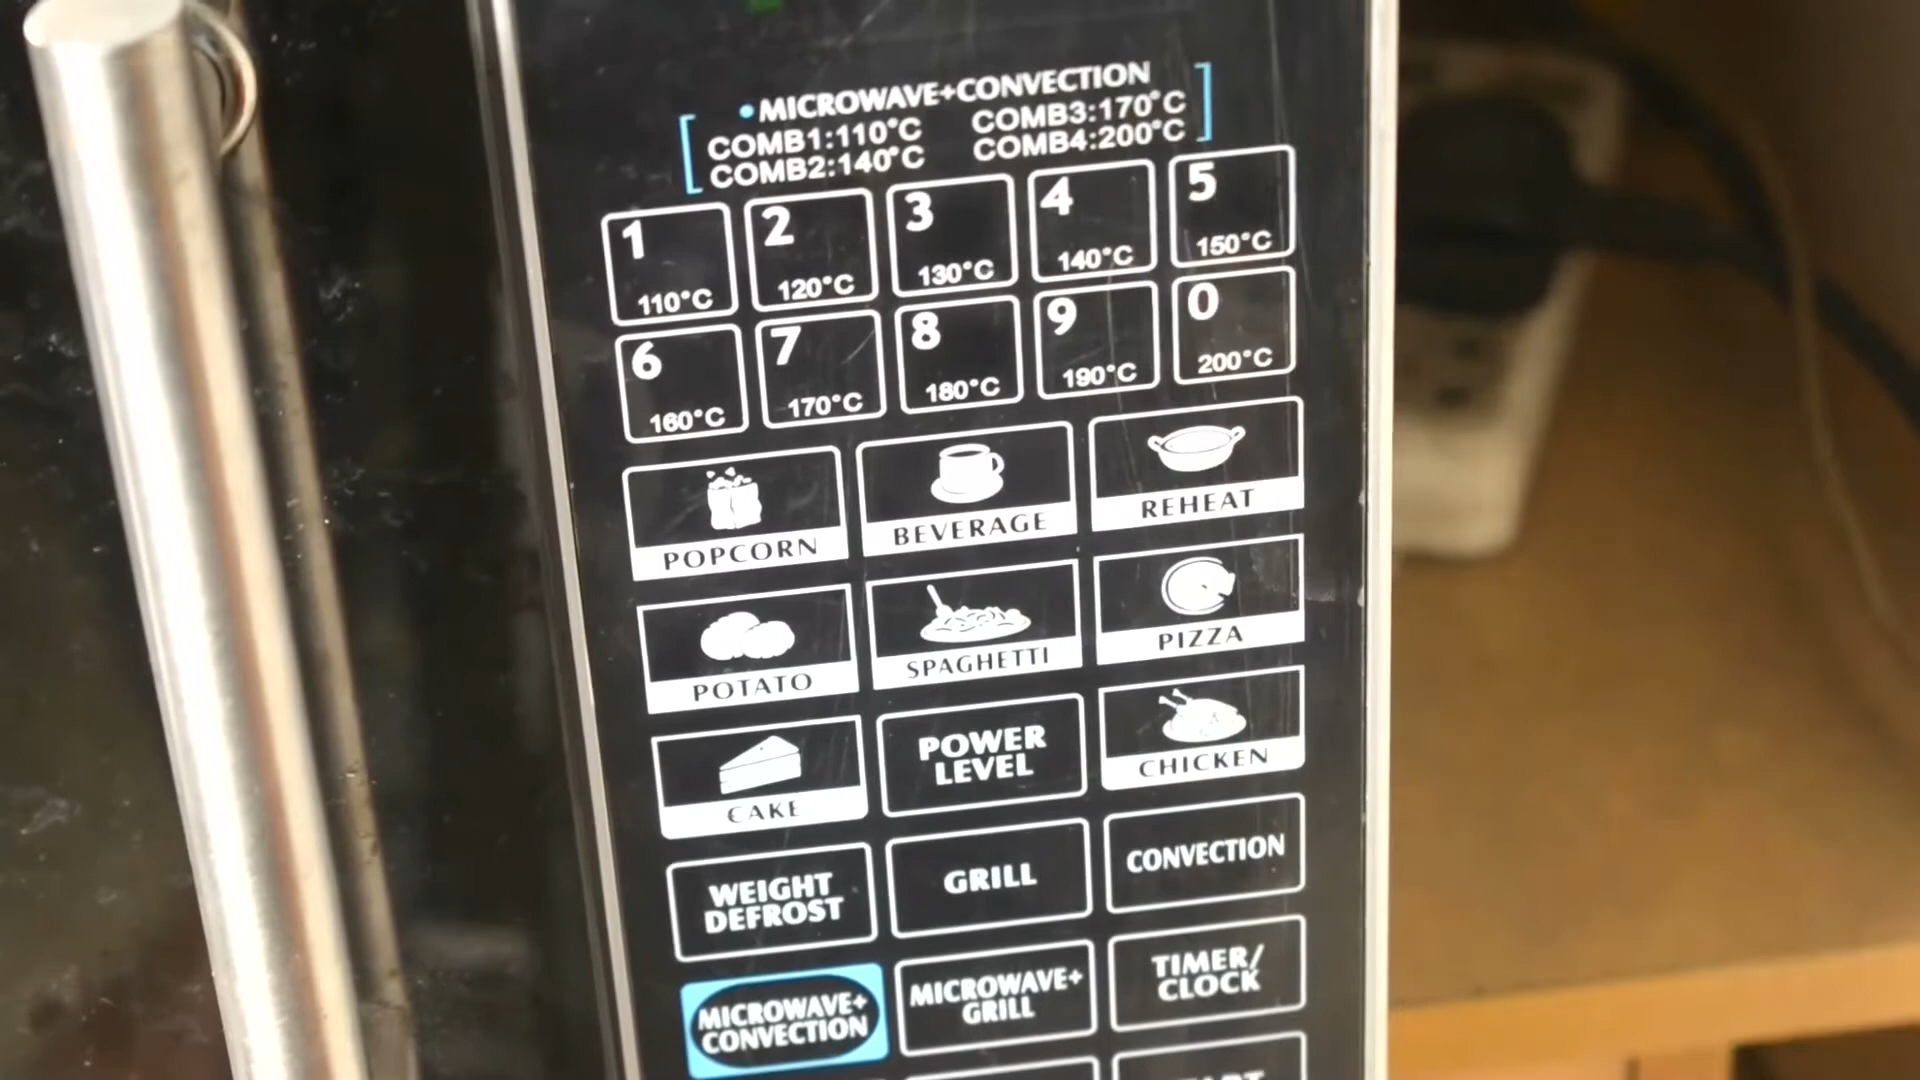 •MICROWAVE+CONVECTION
COMB1:110°C COMB3:170°C
COMB2:140°C COMB4:200°C
1 2 3 4 5
110°C 120°C 130°C 140°C 150°C
6 7 8 9 0
160°C 170°C 180°C 190°C 200°C
POPCORN BEVERAGE REHEAT
POTATO SPAGHETTI PIZZA
CAKE POWER LEVEL CHICKEN
WEIGHT DEFROST GRILL CONVECTION
MICROWAVE+ CONVECTION MICROWAVE+ GRILL TIMER/ CLOCK